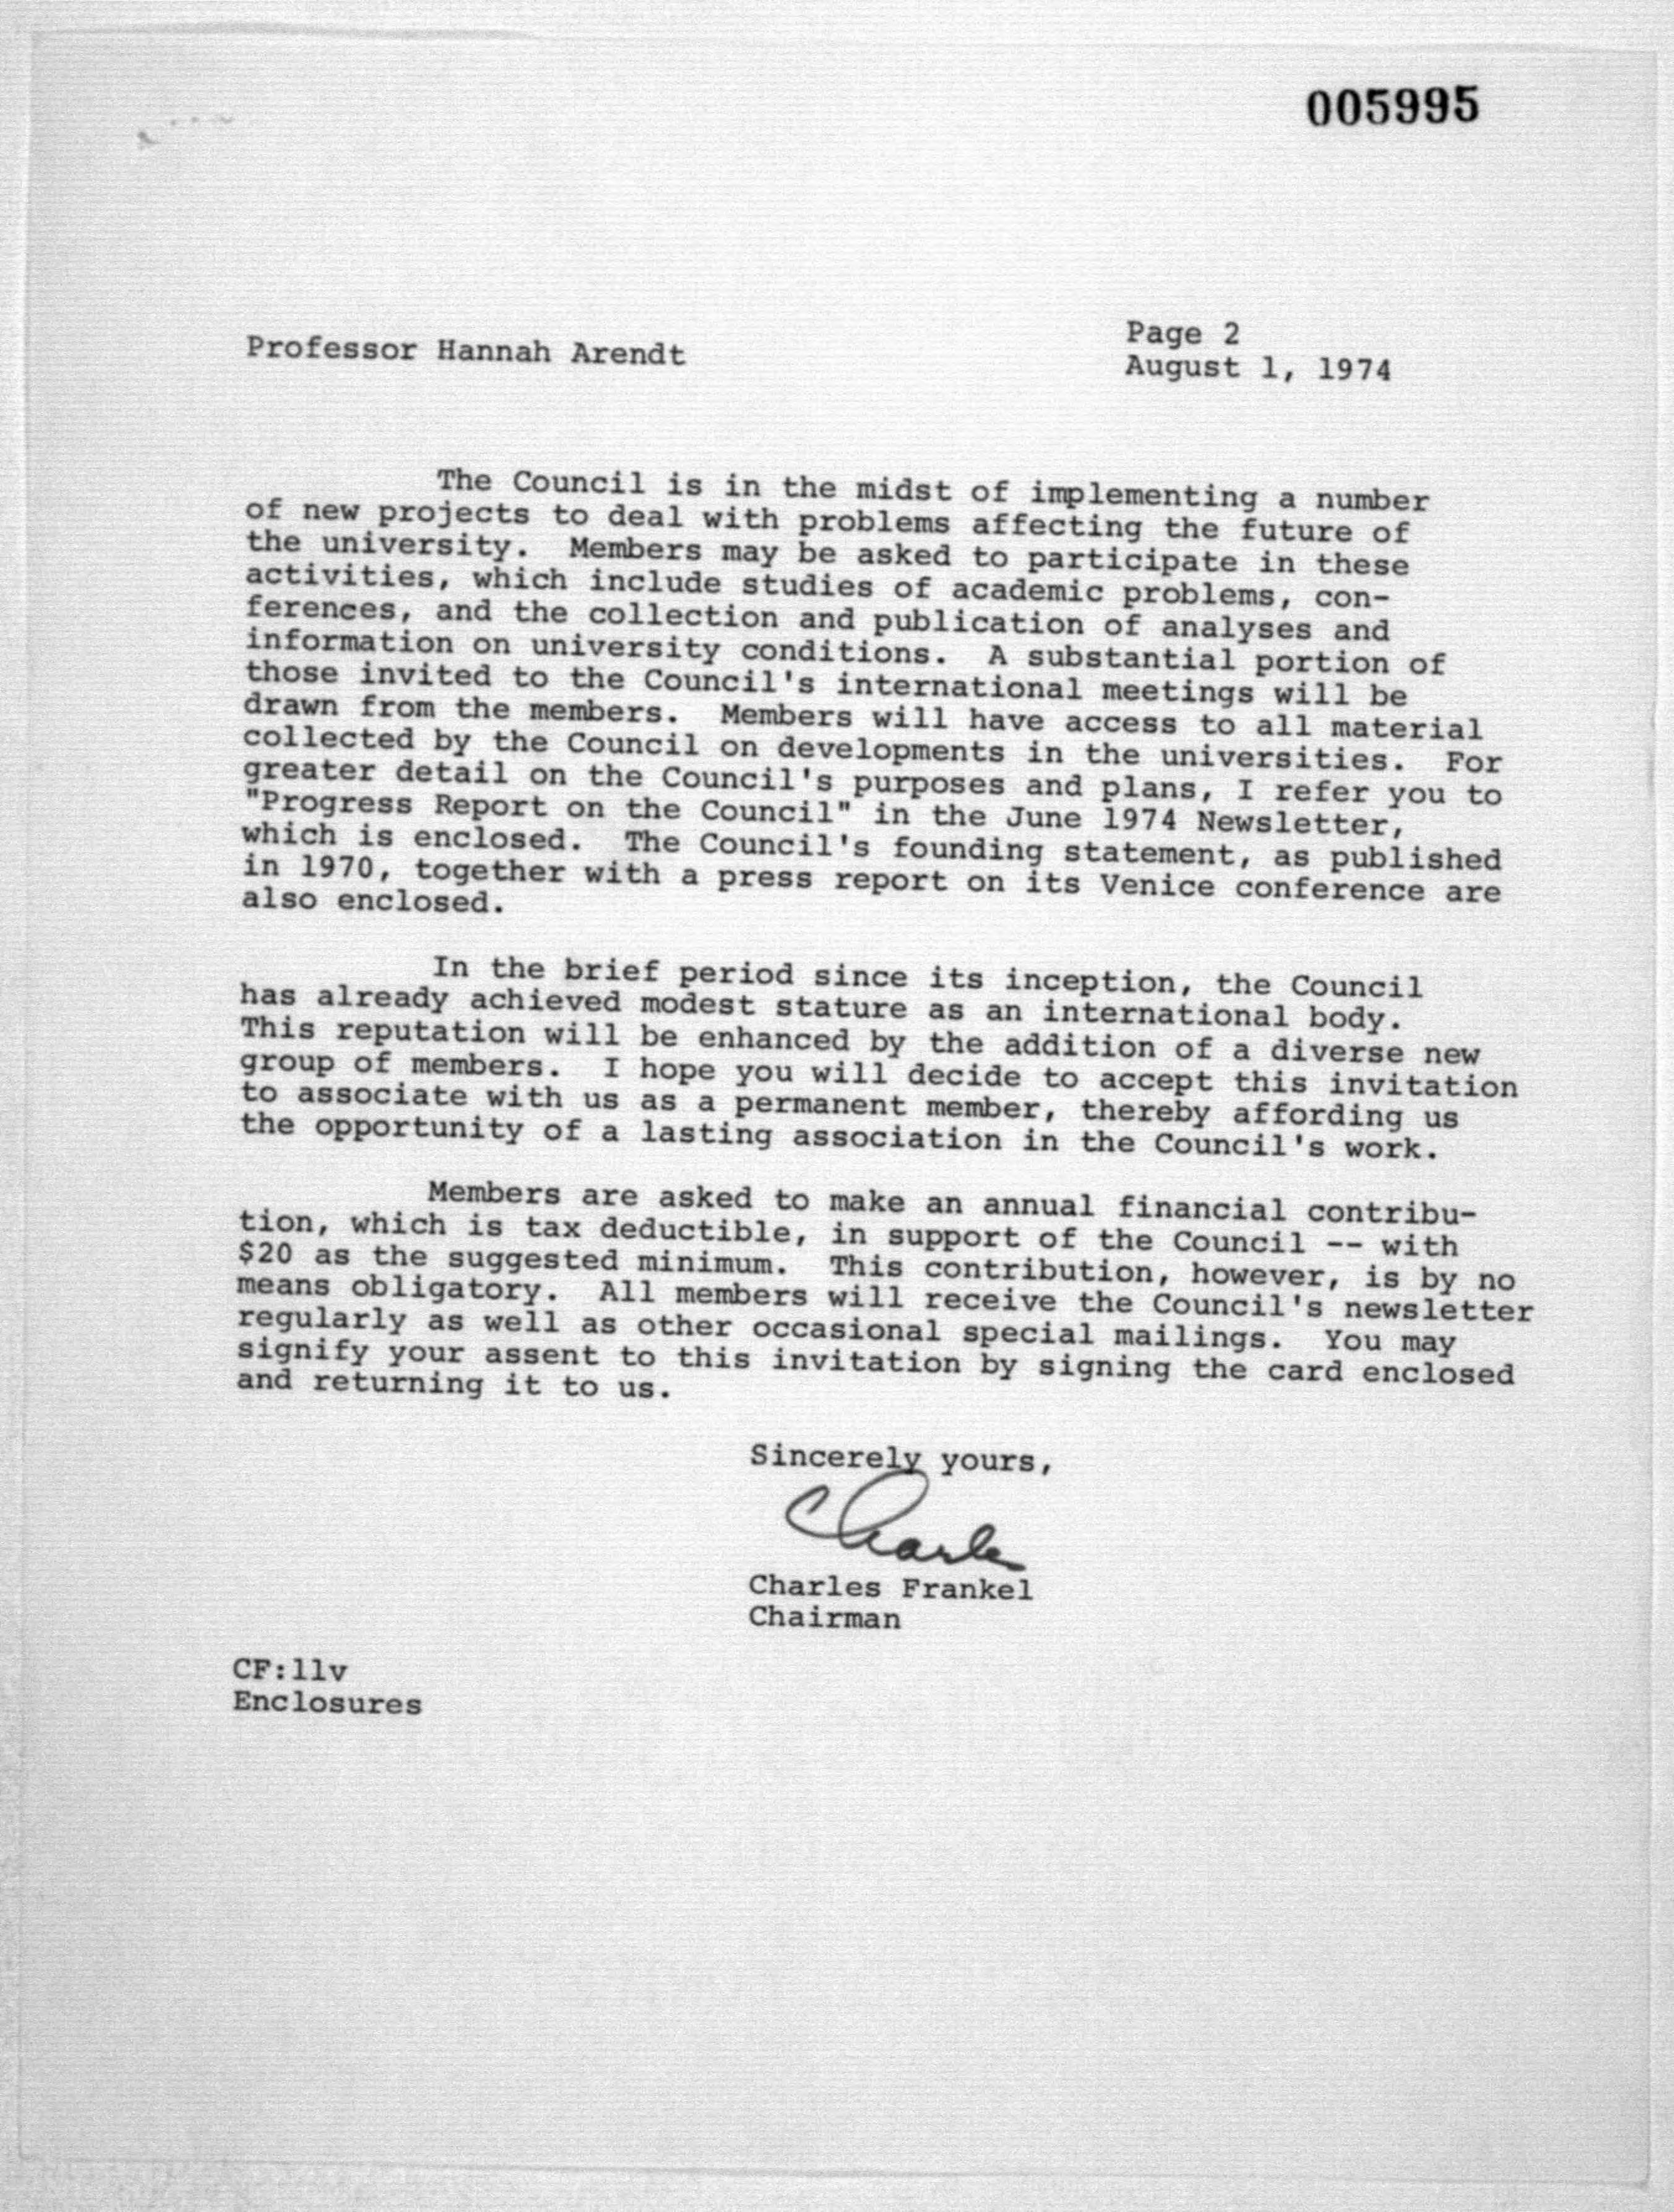 005995
Professor Hannah Arendt
Page 2
August 1, 1974
The Council is in the midst of implementing a number
of new projects to deal with problems affecting the future of
the university. Members may be asked to participate in these
activities, which include studies of academic problems, con-
ferences, and the collection and publication of analyses and
information on university conditions. A substantial portion of
those invited to the Council's international meetings will be
drawn from the members. Members will have access to all material
collected by the Council on developments in the universities. For
greater detail on the Council's purposes and plans, I refer you to
"Progress Report on the Council" in the June 1974 Newsletter,
which is enclosed. The Council's founding statement, as published
in 1970, together with a press report on its Venice conference are
also enclosed.
In the brief period since its inception, the Council
has already achieved modest stature as an international body.
This reputation will be enhanced by the addition of a diverse new
group of members. I hope you will decide to accept this invitation
to associate with us as a permanent member, thereby affording us
the opportunity of a lasting association in the Council's work.
Members are asked to make an annual financial contribu-
tion, which is tax deductible, in support of the Council -- with
$20 as the suggested minimum. This contribution, however, is by no
means obligatory. All members will receive the Council's newsletter
regularly as well as other occasional special mailings. You may
signify your assent to this invitation by signing the card enclosed
and returning it to us.
Sincerely yours,
Charles
Charles Frankel
Chairman
CF:llv
Enclosures